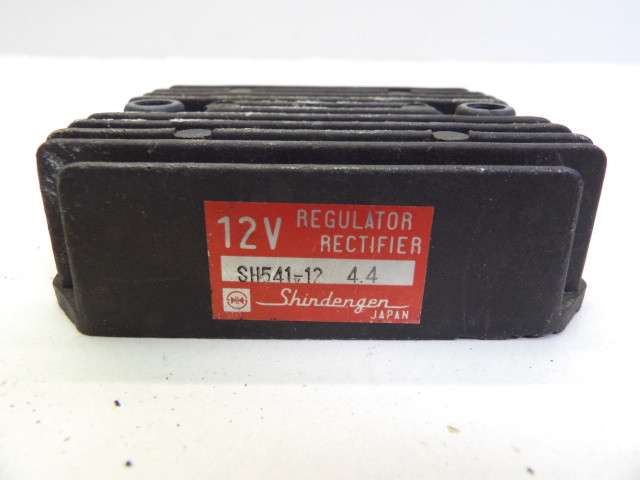 12V REGULATOR
RECTIFIER
SH541-12 4.4
Shindengen
JAPAN